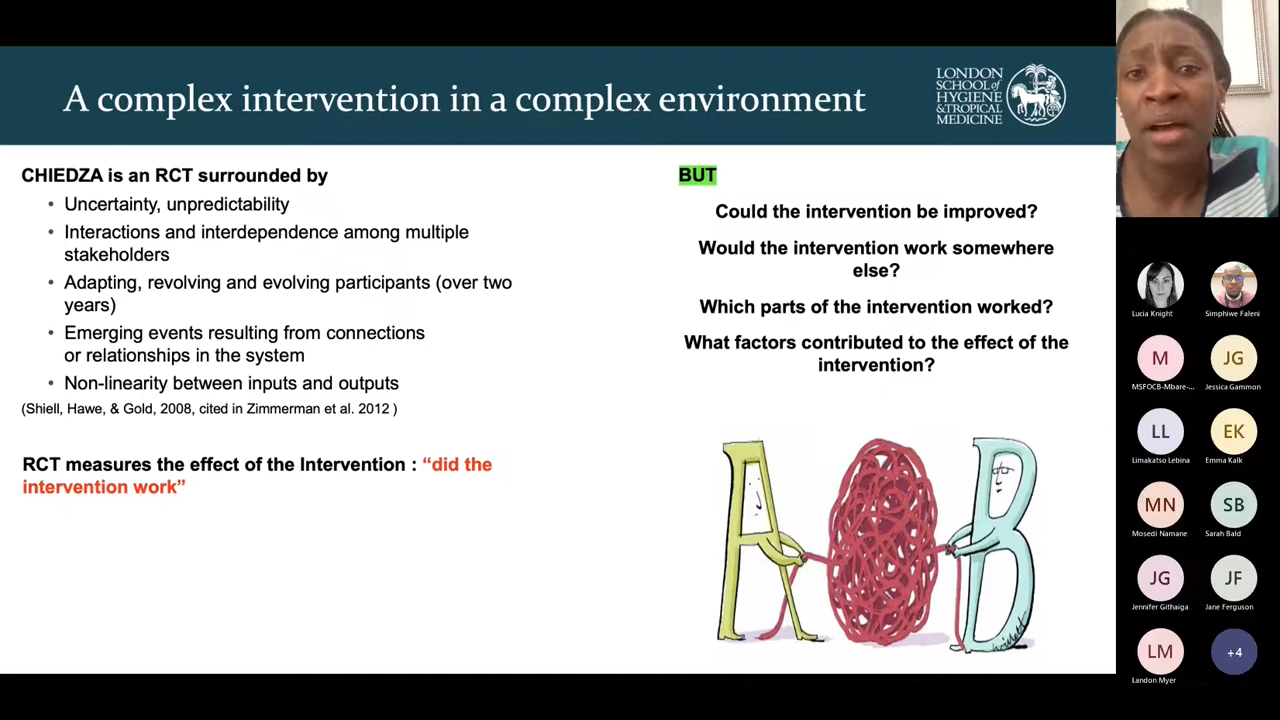 A complex intervention in a complex environment
LONDON
SCHOOL of
HYGIENE
& TROPICAL
MEDICINE
CHIEDZA is an RCT surrounded by
• Uncertainty, unpredictability
• Interactions and interdependence among multiple
stakeholders
• Adapting, revolving and evolving participants (over two
years)
• Emerging events resulting from connections
or relationships in the system
• Non-linearity between inputs and outputs
(Shiell, Hawe, & Gold, 2008, cited in Zimmerman et al. 2012 )
RCT measures the effect of the Intervention : “did the
intervention work”
BUT
Could the intervention be improved?
Would the intervention work somewhere
else?
Which parts of the intervention worked?
What factors contributed to the effect of the
intervention?
A
B
Lucia Knight
Simphiwe Faleni
M
MSFOCB-Mbare-...
JG
Jessica Gammon
LL
Limakatso Lebina
EK
Emma Kalk
MN
Mosedi Namane
SB
Sarah Bald
JG
Jennifer Githaiga
JF
Jane Ferguson
LM
Landon Myer
+4